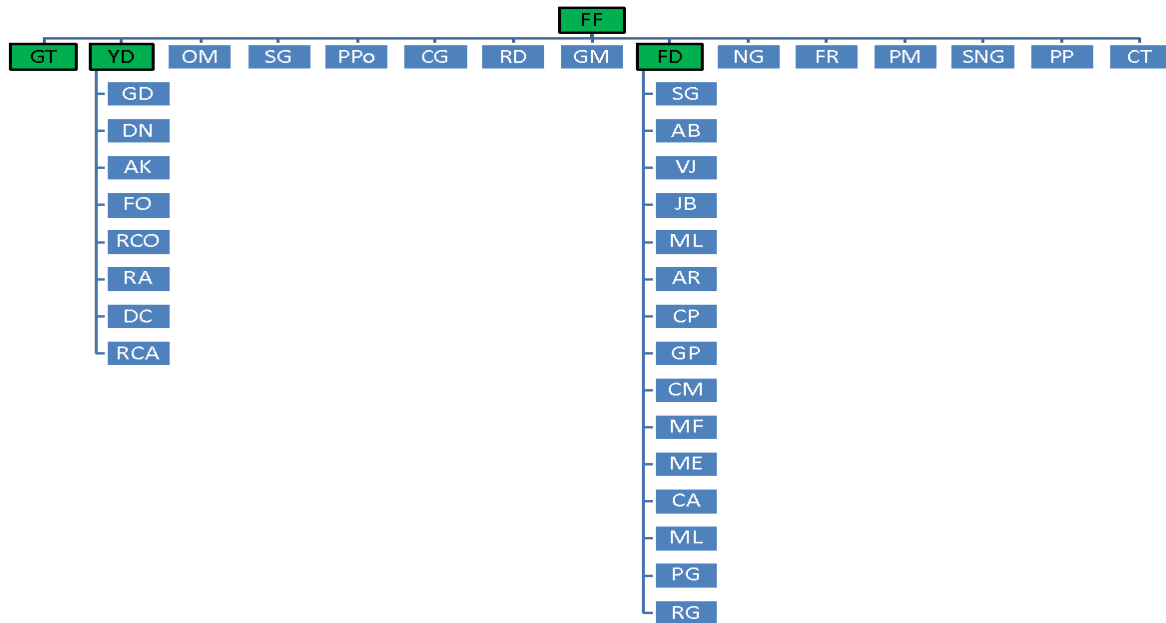 FF
GT YD OM SG PPo CG RD GM FD NG FR PM SNG PP CT
GD
DN
AK
FO
RCO
RA
DC
RCA
SG
AB
VJ
JB
ML
AR
CP
GP
CM
MF
ME
CA
ML
PG
RG